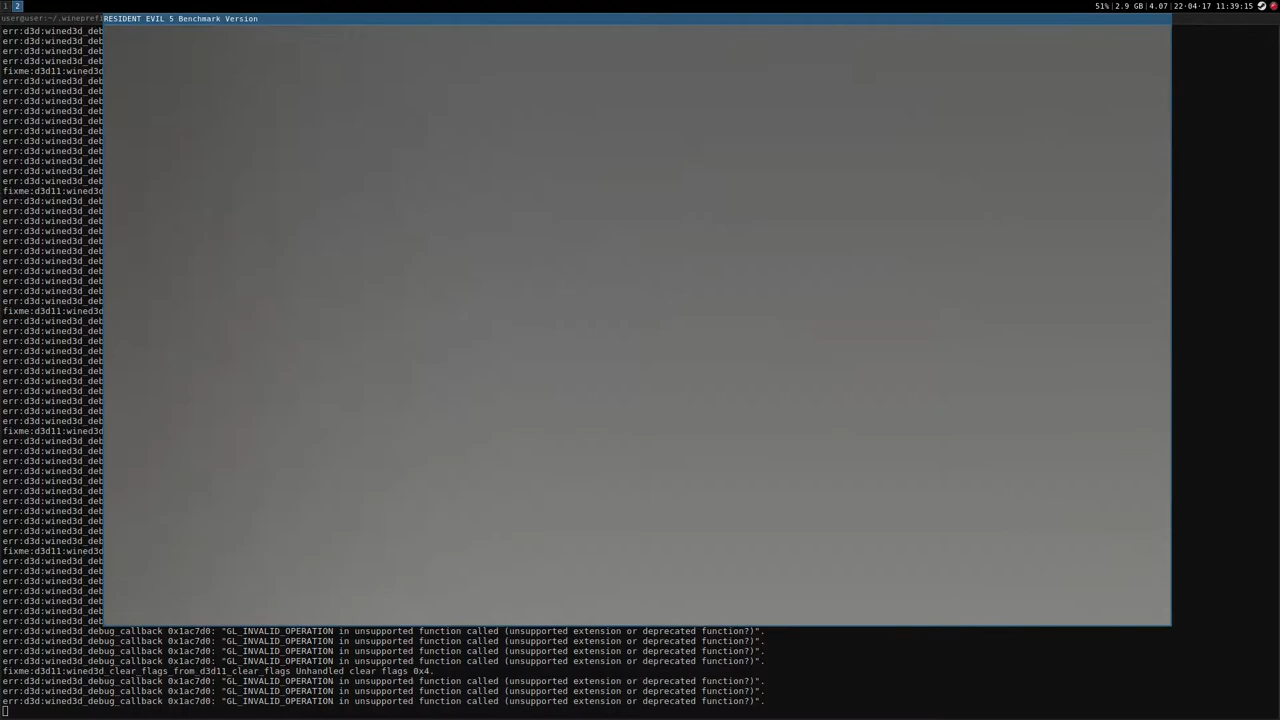 1 2 51%|2.9 GB|4.07|22-04-17 11:39:15
user@user:~/.wineprefi RESIDENT EVIL 5 Benchmark Version
err:d3d:wined3d_deb
err:d3d:wined3d_deb
err:d3d:wined3d_deb
err:d3d:wined3d_deb
fixme:d3d11:wined3d
err:d3d:wined3d_deb
err:d3d:wined3d_deb
err:d3d:wined3d_deb
err:d3d:wined3d_deb
err:d3d:wined3d_deb
err:d3d:wined3d_deb
err:d3d:wined3d_deb
err:d3d:wined3d_deb
err:d3d:wined3d_deb
err:d3d:wined3d_deb
err:d3d:wined3d_deb
fixme:d3d11:wined3d
err:d3d:wined3d_deb
err:d3d:wined3d_deb
err:d3d:wined3d_deb
err:d3d:wined3d_deb
err:d3d:wined3d_deb
err:d3d:wined3d_deb
err:d3d:wined3d_deb
err:d3d:wined3d_deb
err:d3d:wined3d_deb
err:d3d:wined3d_deb
err:d3d:wined3d_deb
fixme:d3d11:wined3d
err:d3d:wined3d_deb
err:d3d:wined3d_deb
err:d3d:wined3d_deb
err:d3d:wined3d_deb
err:d3d:wined3d_deb
err:d3d:wined3d_deb
err:d3d:wined3d_deb
err:d3d:wined3d_deb
err:d3d:wined3d_deb
err:d3d:wined3d_deb
err:d3d:wined3d_deb
fixme:d3d11:wined3d
err:d3d:wined3d_deb
err:d3d:wined3d_deb
err:d3d:wined3d_deb
err:d3d:wined3d_deb
err:d3d:wined3d_deb
err:d3d:wined3d_deb
err:d3d:wined3d_deb
err:d3d:wined3d_deb
err:d3d:wined3d_deb
err:d3d:wined3d_deb
err:d3d:wined3d_deb
fixme:d3d11:wined3d
err:d3d:wined3d_deb
err:d3d:wined3d_deb
err:d3d:wined3d_deb
err:d3d:wined3d_deb
err:d3d:wined3d_deb
err:d3d:wined3d_deb
err:d3d:wined3d_deb
err:d3d:wined3d_debug_callback 0x1ac7d0: "GL_INVALID_OPERATION in unsupported function called (unsupported extension or deprecated function?)".
err:d3d:wined3d_debug_callback 0x1ac7d0: "GL_INVALID_OPERATION in unsupported function called (unsupported extension or deprecated function?)".
err:d3d:wined3d_debug_callback 0x1ac7d0: "GL_INVALID_OPERATION in unsupported function called (unsupported extension or deprecated function?)".
err:d3d:wined3d_debug_callback 0x1ac7d0: "GL_INVALID_OPERATION in unsupported function called (unsupported extension or deprecated function?)".
fixme:d3d11:wined3d_clear_flags_from_d3d11_clear_flags Unhandled clear flags 0x4.
err:d3d:wined3d_debug_callback 0x1ac7d0: "GL_INVALID_OPERATION in unsupported function called (unsupported extension or deprecated function?)".
err:d3d:wined3d_debug_callback 0x1ac7d0: "GL_INVALID_OPERATION in unsupported function called (unsupported extension or deprecated function?)".
err:d3d:wined3d_debug_callback 0x1ac7d0: "GL_INVALID_OPERATION in unsupported function called (unsupported extension or deprecated function?)".